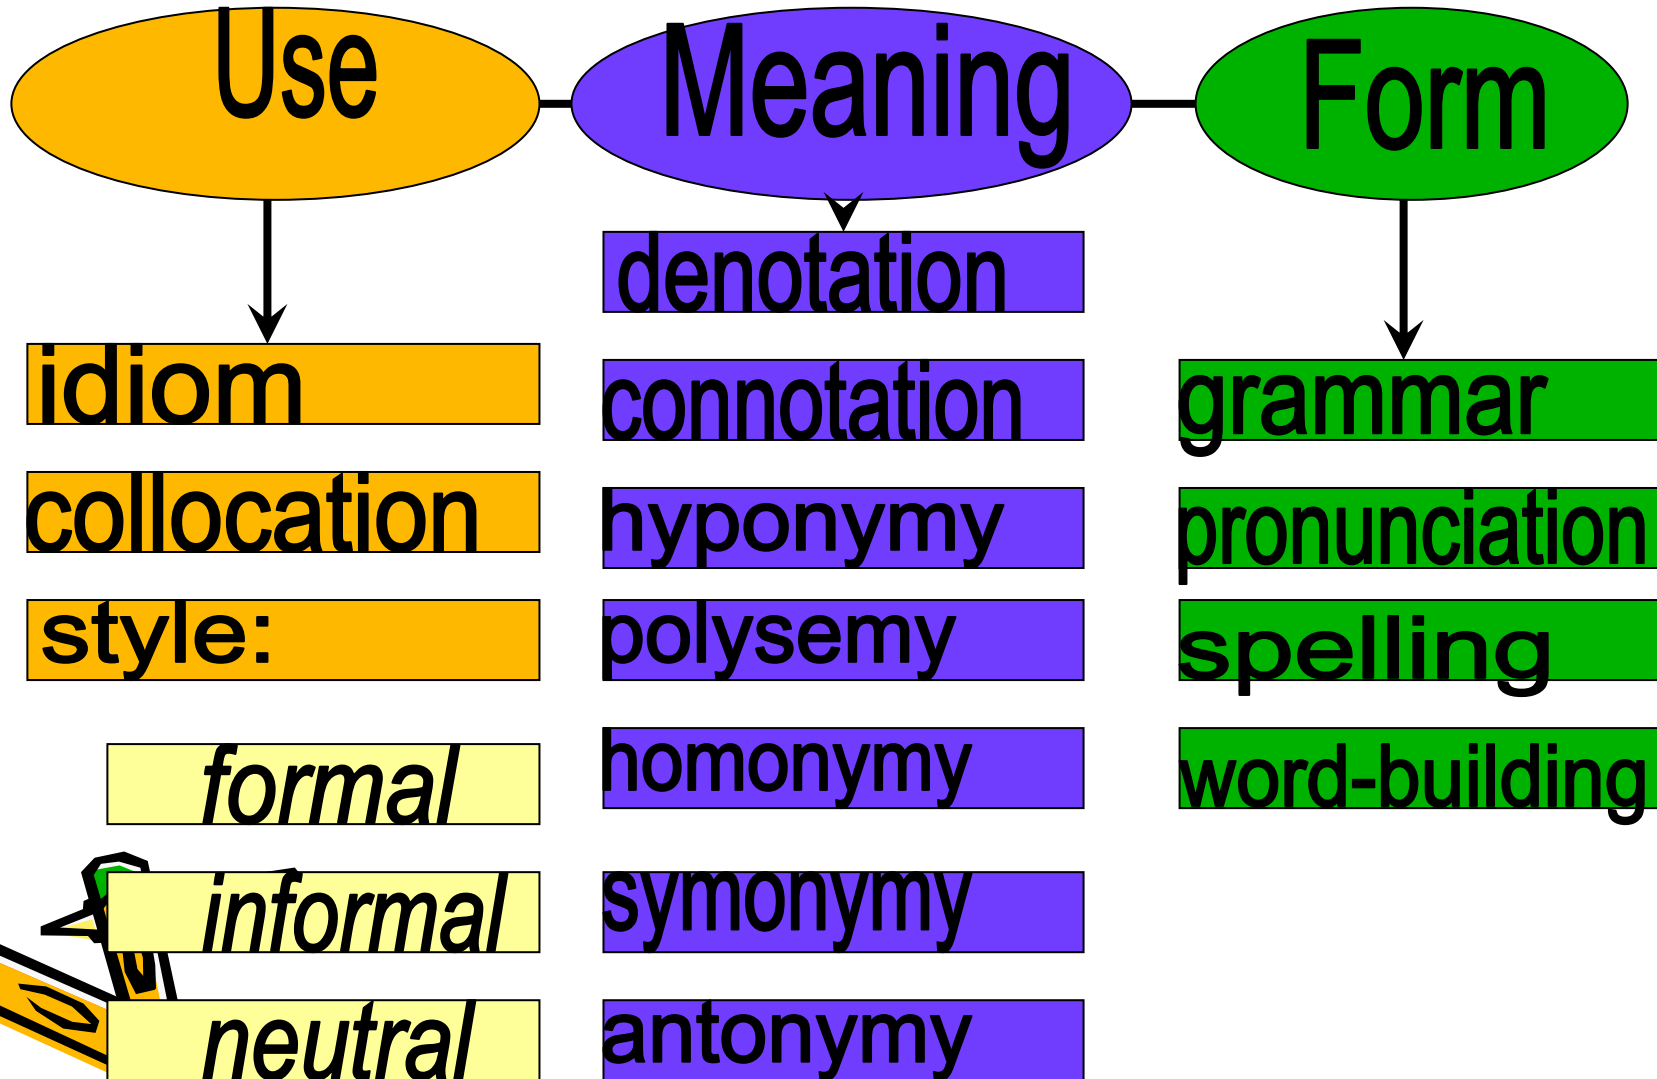 Use
Meaning
Form
idiom
collocation
style:
formal
informal
neutral
denotation
connotation
hyponymy
polysemy
homonymy
symonymy
antonymy
grammar
pronunciation
spelling
word-building